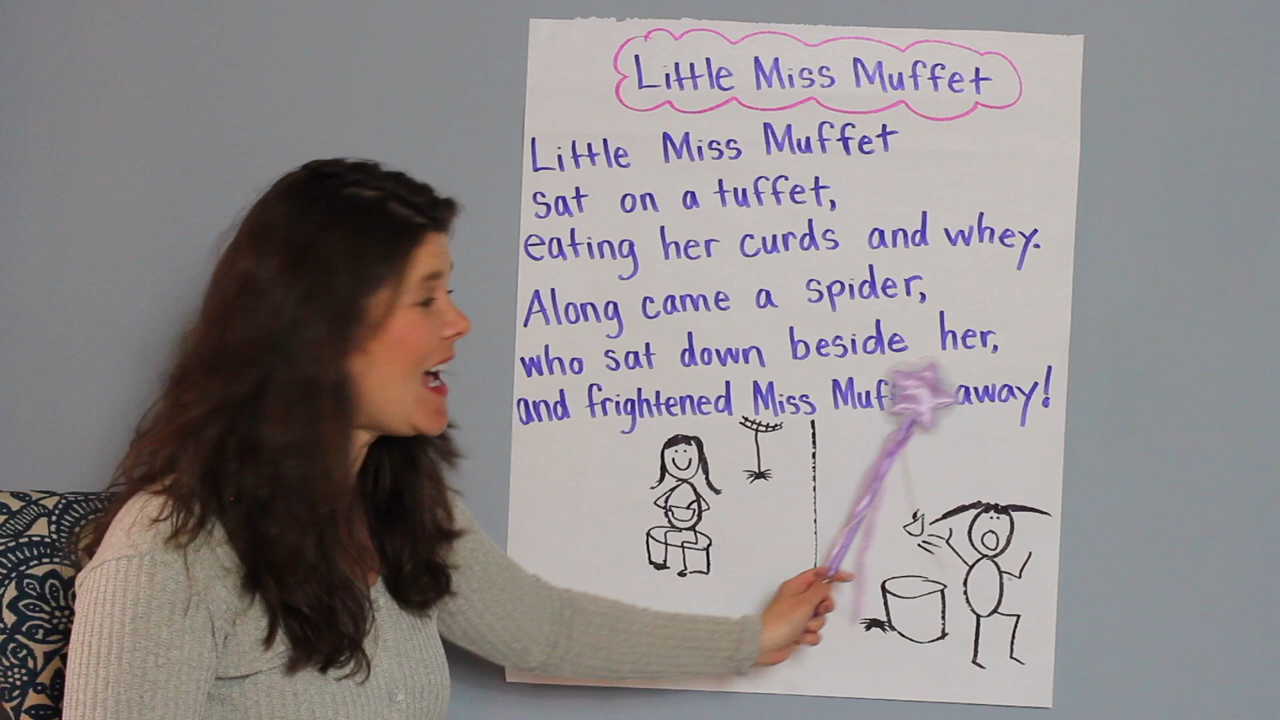 Little Miss Muffet
Little Miss Muffet
sat on a tuffet,
eating her curds and whey.
Along came a spider,
who sat down beside her,
and frightened Miss Muf away!